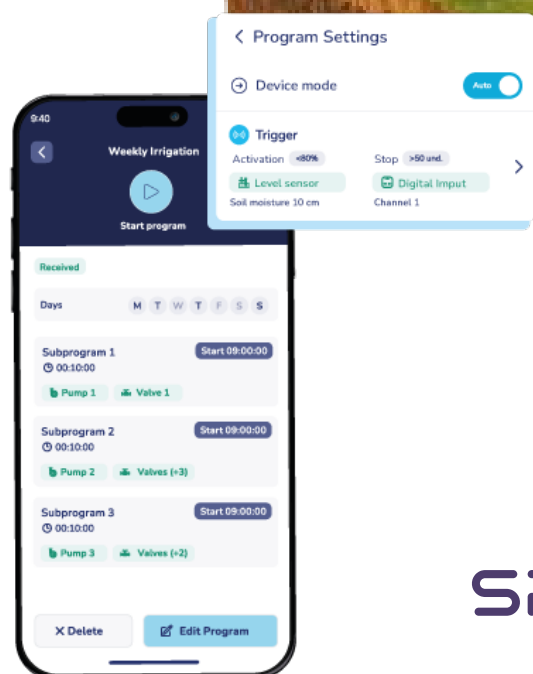 Program Settings
Device mode
Auto
Trigger
Activation <80% Stop >50 und.
Level sensor Digital Imput
Soil moisture 10 cm Channel 1
9:40
Weekly Irrigation
Start program
Received
Days M T W T F S S
Subprogram 1 Start 09:00:00
00:10:00
Pump 1 Valve 1
Subprogram 2 Start 09:00:00
00:10:00
Pump 2 Valves (+3)
Subprogram 3 Start 09:00:00
00:10:00
Pump 3 Valves (+2)
Delete Edit Program